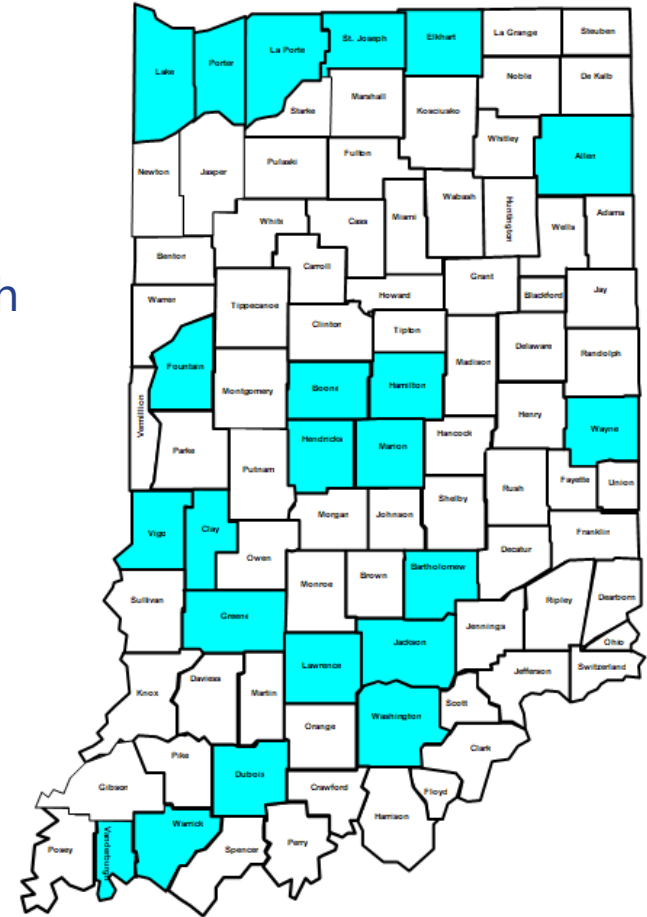 La Grange
Steuben
St. Joseph
Elkhart
La Porte
Porter
Lake
Noble
De Kalb
Marshall
Starke
Kosciusko
Whitley
Allen
Newton
Jasper
Pulaski
Fulton
Wabash
Huntington
Miami
Adams
White
Cass
Wells
Benton
Carroll
Grant
Warren
Howard
Blackford
Jay
Tippecanoe
Clinton
Tipton
Delaware
Randolph
Madison
Fountain
Montgomery
Boone
Hamilton
Vermillion
Henry
Wayne
Parke
Hendricks
Marion
Hancock
Putnam
Rush
Fayette
Union
Shelby
Morgan
Johnson
Vigo
Clay
Franklin
Owen
Decatur
Monroe
Brown
Bartholomew
Sullivan
Ripley
Dearborn
Greene
Jennings
Jackson
Ohio
Lawrence
Jefferson
Switzerland
Knox
Daviess
Martin
Scott
Washington
Orange
Clark
Pike
Dubois
Gibson
Crawford
Floyd
Harrison
Posey
Vanderburgh
Warrick
Spencer
Perry
h